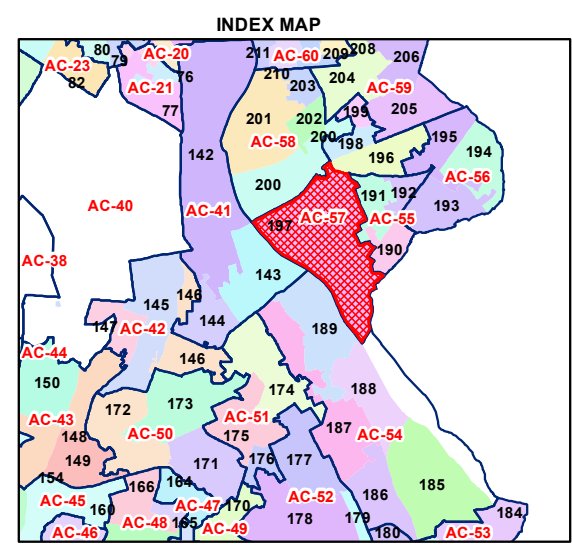 INDEX MAP
80
AC-20
211
AC-60
209
208
206
79
AC-23
76
210
204
AC-59
82
AC-21
203
77
199
205
201
202
AC-58
200
198
195
142
196
194
AC-56
200
191
192
193
AC-40
AC-41
197
AC-57
AC-55
190
AC-38
143
145
146
144
147
AC-42
189
AC-44
146
150
174
188
172
173
AC-43
AC-51
187
AC-54
148
AC-50
175
149
171
176
177
154
166
164
186
185
AC-45
160
AC-47
170
AC-52
184
165
178
179
AC-46
AC-48
AC-49
180
AC-53